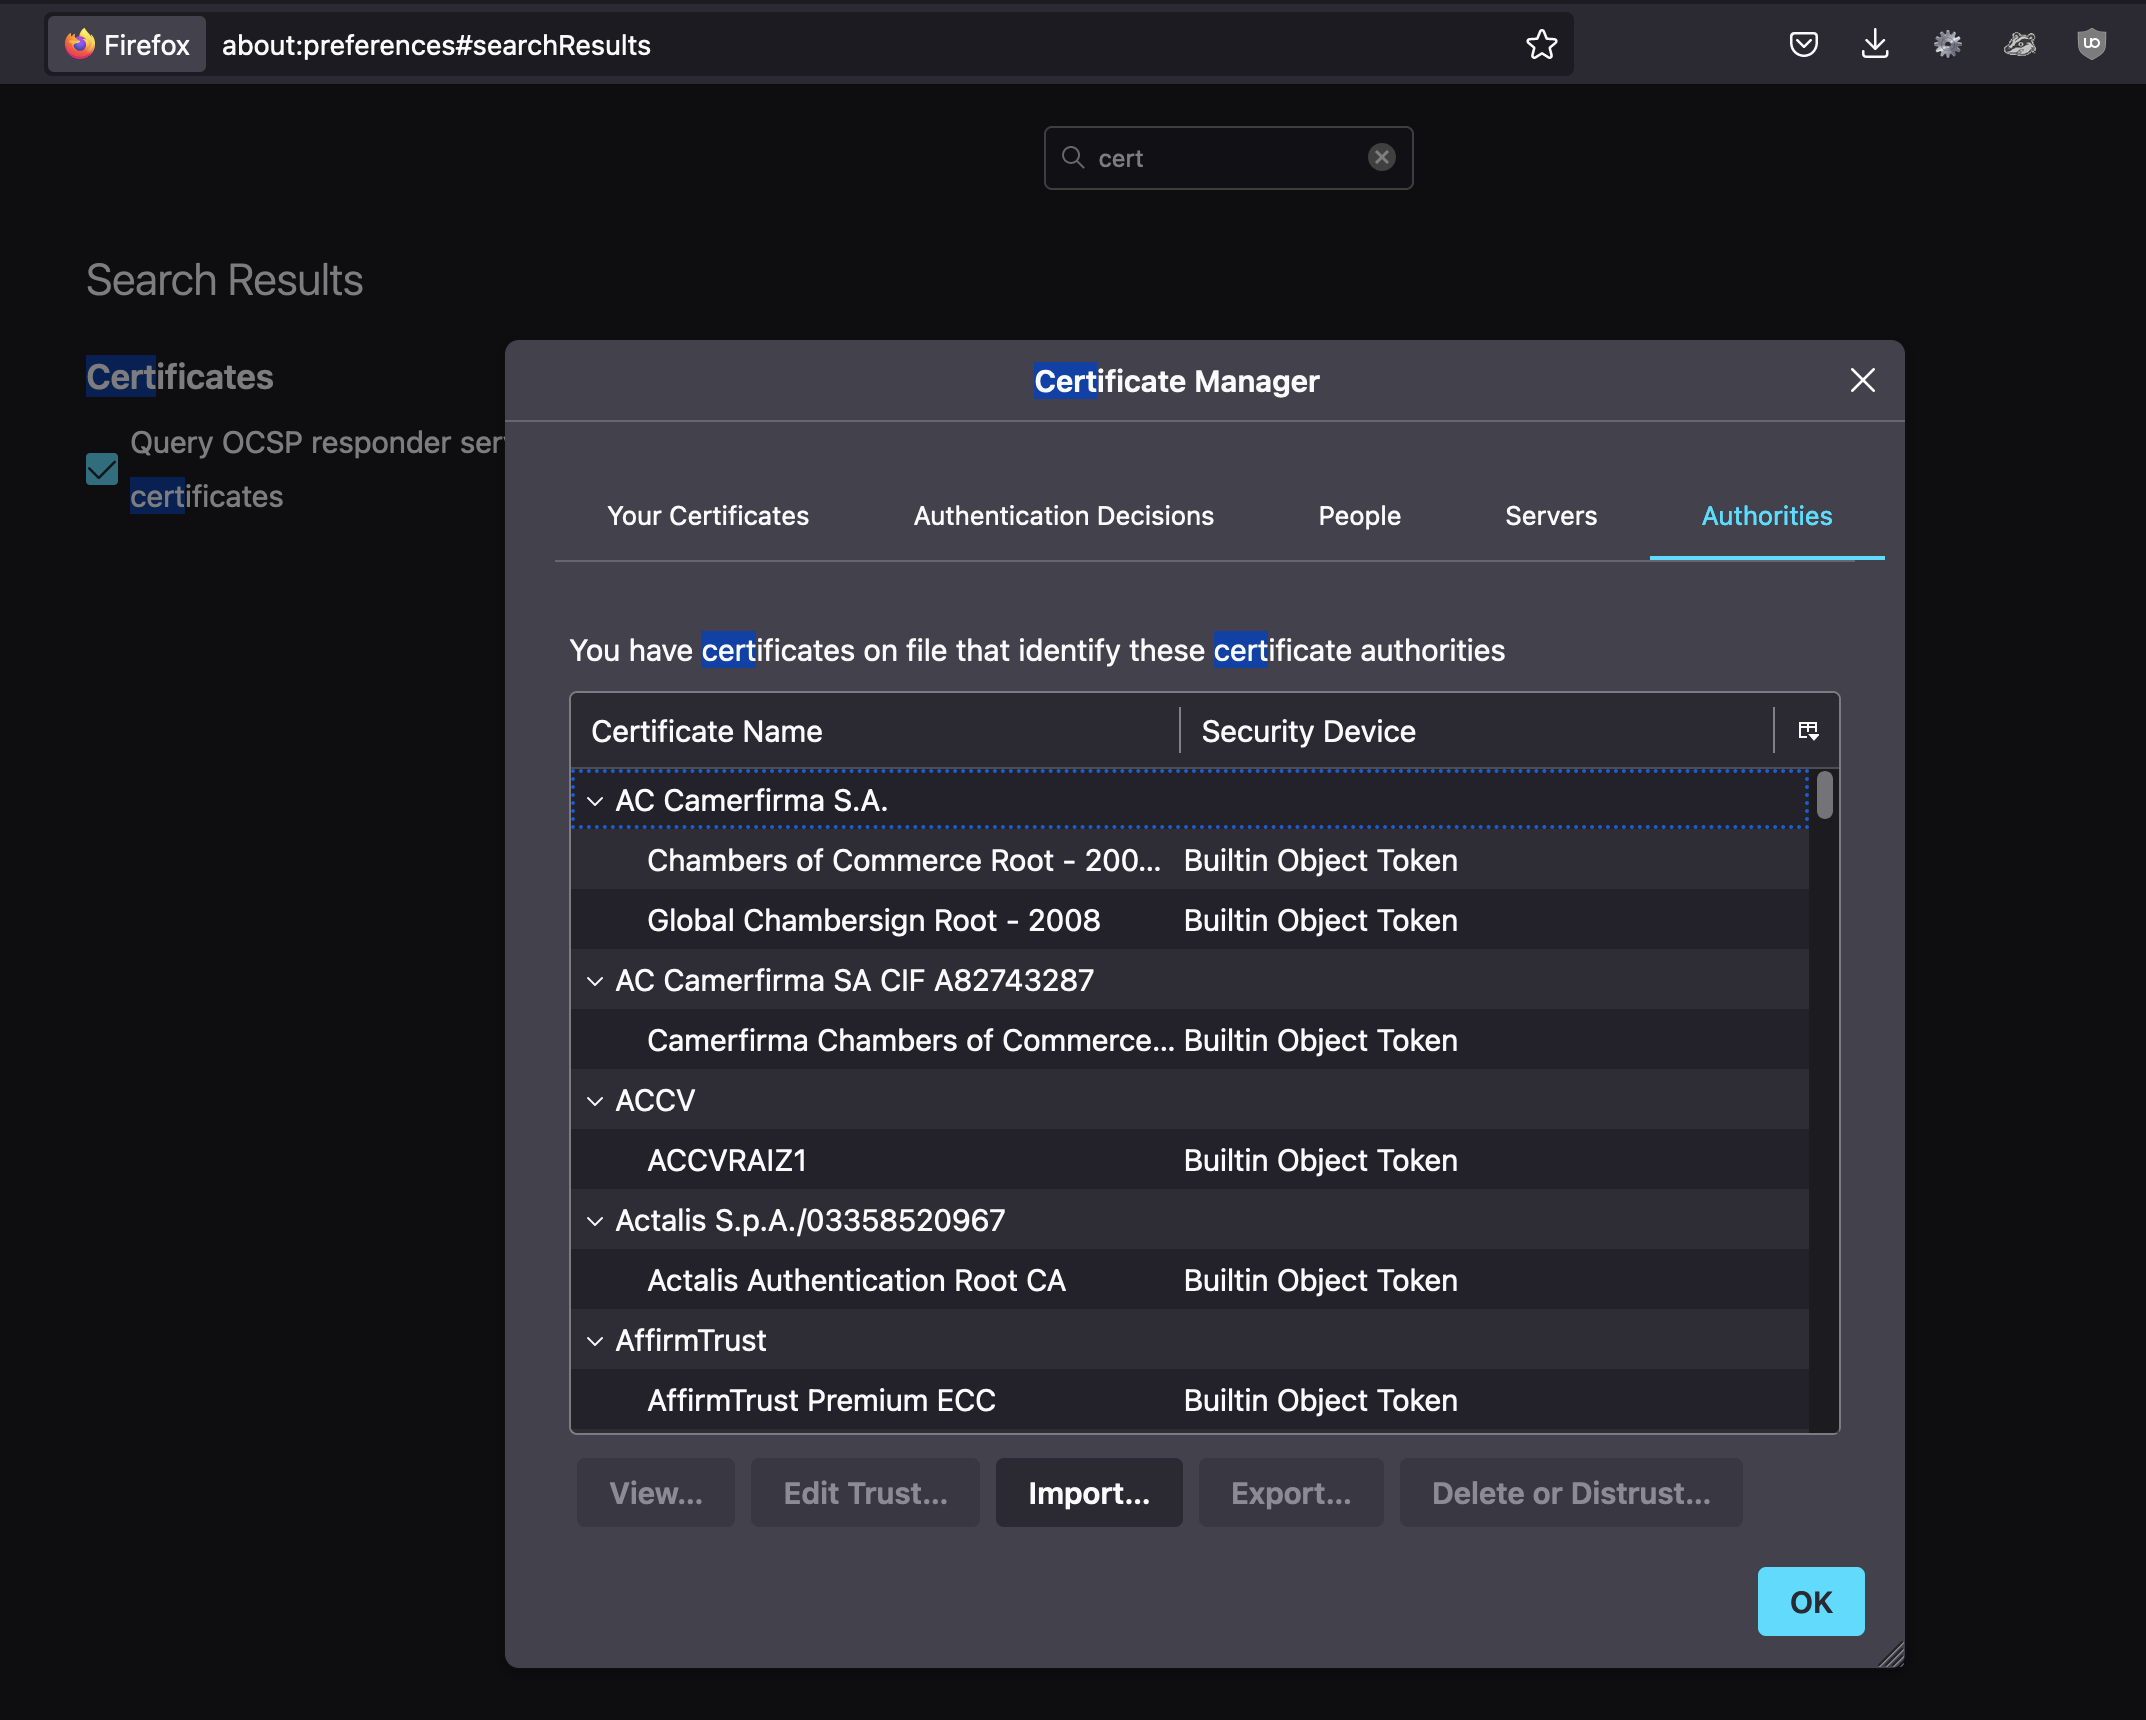 Firefox about:preferences#searchResults
cert
Search Results
Certificates
Query OCSP responder ser
certificates
Certificate Manager
Your Certificates Authentication Decisions People Servers Authorities
You have certificates on file that identify these certificate authorities
Certificate Name Security Device
AC Camerfirma S.A.
Chambers of Commerce Root - 200... Builtin Object Token
Global Chambersign Root - 2008 Builtin Object Token
AC Camerfirma SA CIF A82743287
Camerfirma Chambers of Commerce... Builtin Object Token
ACCV
ACCVRAIZ1 Builtin Object Token
Actalis S.p.A./03358520967
Actalis Authentication Root CA Builtin Object Token
AffirmTrust
AffirmTrust Premium ECC Builtin Object Token
View... Edit Trust... Import... Export... Delete or Distrust...
OK